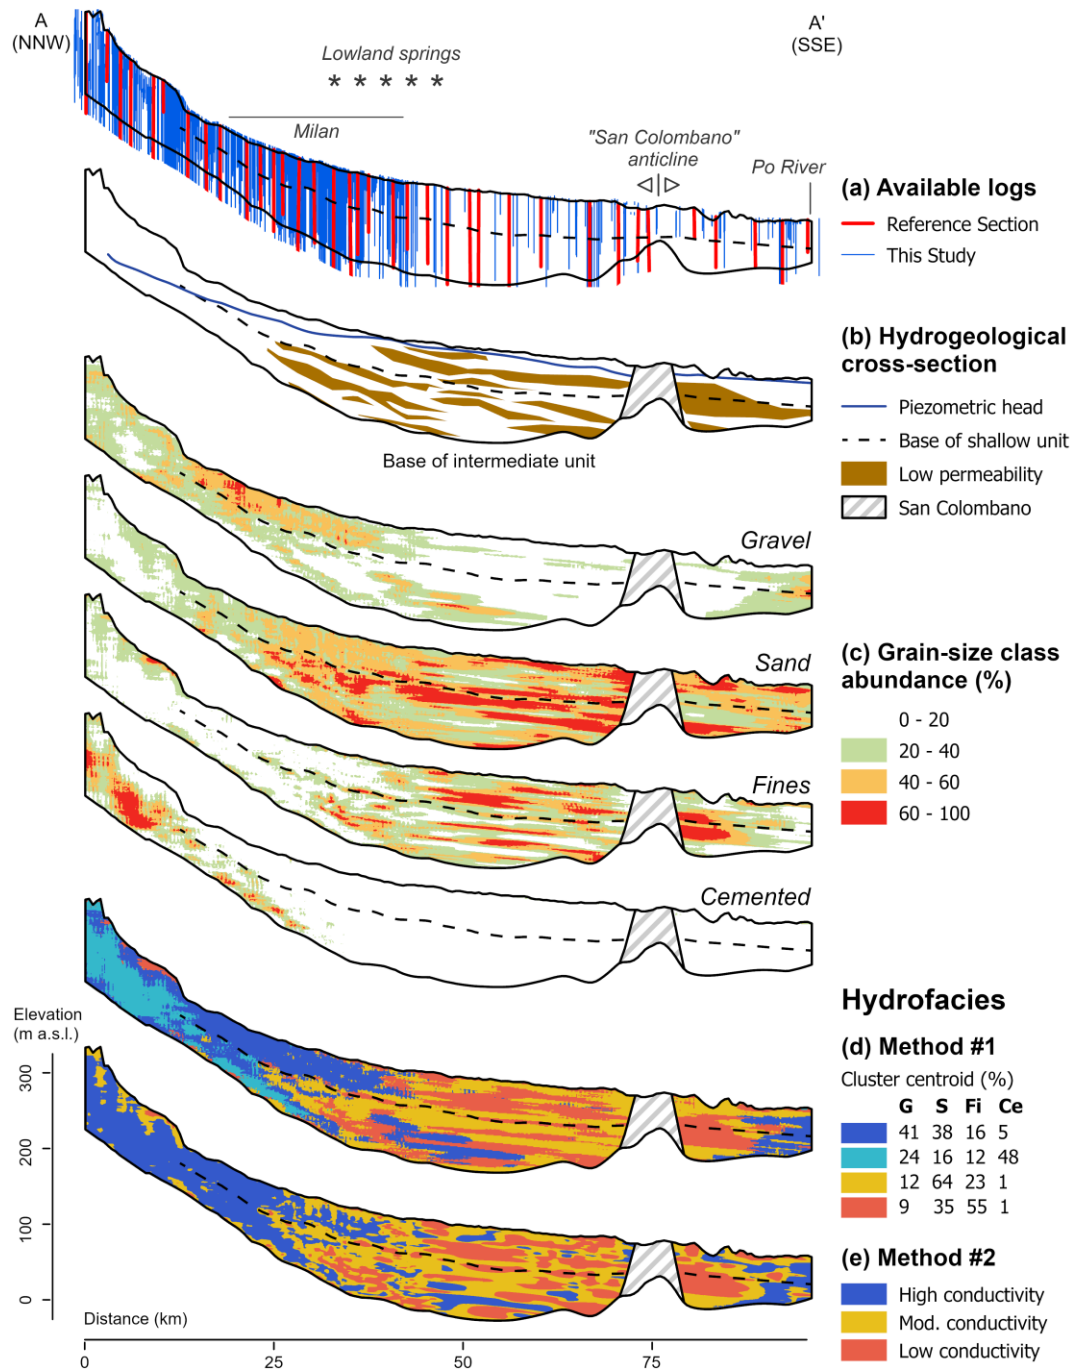 A
(NNW)
A'
(SSE)
Lowland springs
* * * * *
Milan
"San Colombano"
anticline
Po River
(a) Available logs
Reference Section
This Study
(b) Hydrogeological
cross-section
Piezometric head
Base of shallow unit
Low permeability
San Colombano
Base of intermediate unit
Gravel
Sand
Fines
Cemented
(c) Grain-size class
abundance (%)
0 - 20
20 - 40
40 - 60
60 - 100
Hydrofacies
(d) Method #1
Cluster centroid (%)
G S Fi Ce
41 38 16 5
24 16 12 48
12 64 23 1
9 35 55 1
(e) Method #2
High conductivity
Mod. conductivity
Low conductivity
Elevation
(m a.s.l.)
300
200
100
0
Distance (km)
0 25 50 75